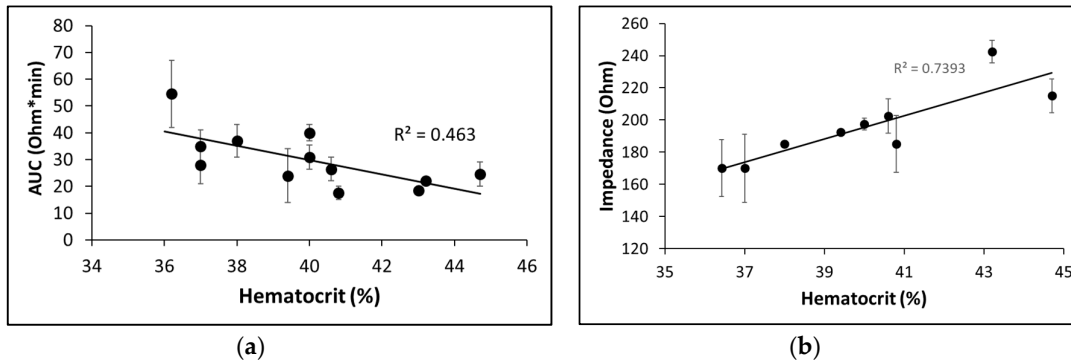 80
70
60
50
40
30
20
10
0
AUC (Ohm*min)
R² = 0.463
34 36 38 40 42 44 46
Hematocrit (%)
(a)
260
240
220
200
180
160
140
120
Impedance (Ohm)
R² = 0.7393
35 37 39 41 43 45
Hematocrit (%)
(b)